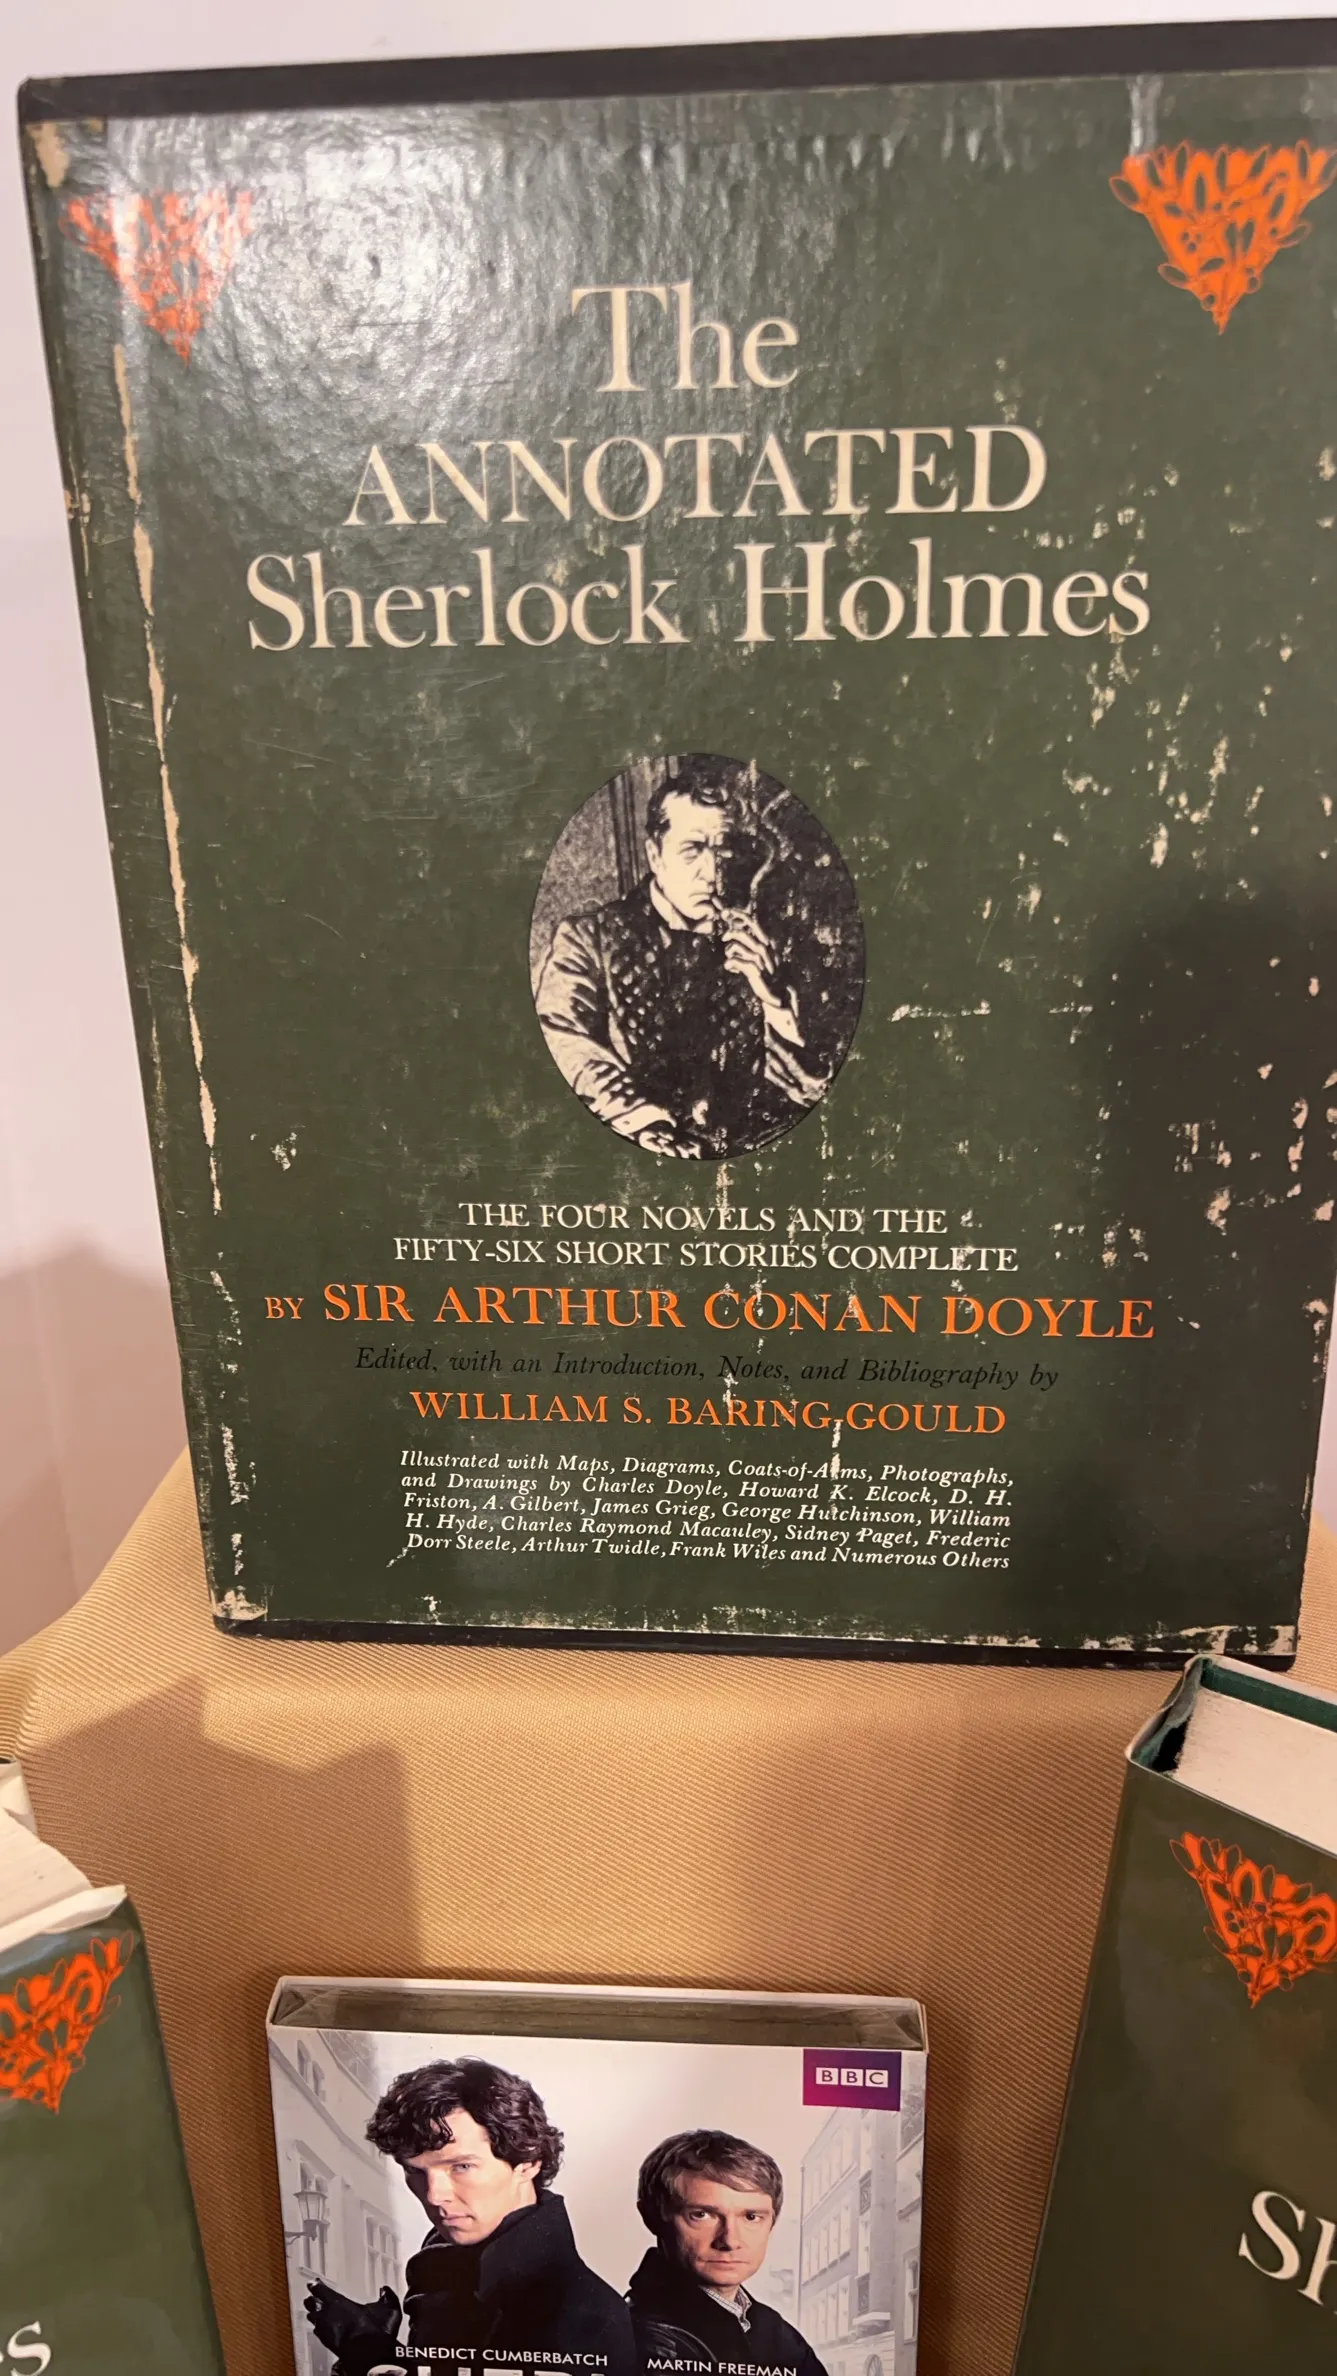 The
ANNOTATED
Sherlock Holmes
THE FOUR NOVELS AND THE
FIFTY-SIX SHORT STORIES COMPLETE
BY SIR ARTHUR CONAN DOYLE
Edited, with an Introduction, Notes, and Bibliography by
WILLIAM S. BARING-GOULD
Illustrated with Maps, Diagrams, Coats-of-Arms, Photographs,
and Drawings by Charles Doyle, Howard K. Elcock, D. H.
Friston, A. Gilbert, James Grieg, George Hutchinson, William
H. Hyde, Charles Raymond Macauley, Sidney Paget, Frederic
Dorr Steele, Arthur Twidle, Frank Wiles and Numerous Others
BBC
BENEDICT CUMBERBATCH
MARTIN FREEMAN